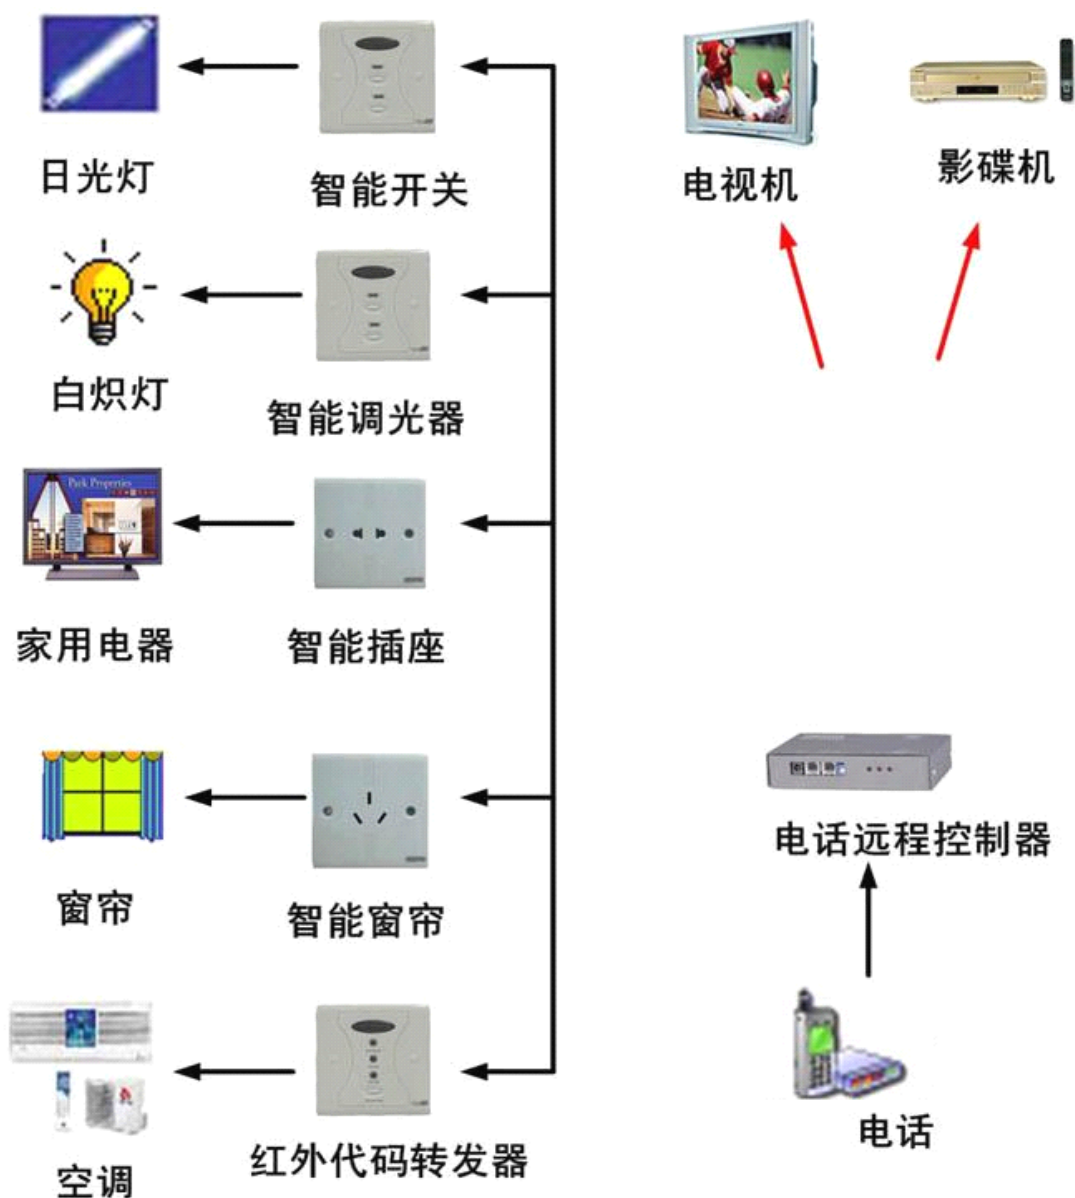 日光灯
智能开关
电视机
影碟机
白炽灯
智能调光器
Park Properties
家用电器
智能插座
窗帘
智能窗帘
电话远程控制器
空调
红外代码转发器
电话